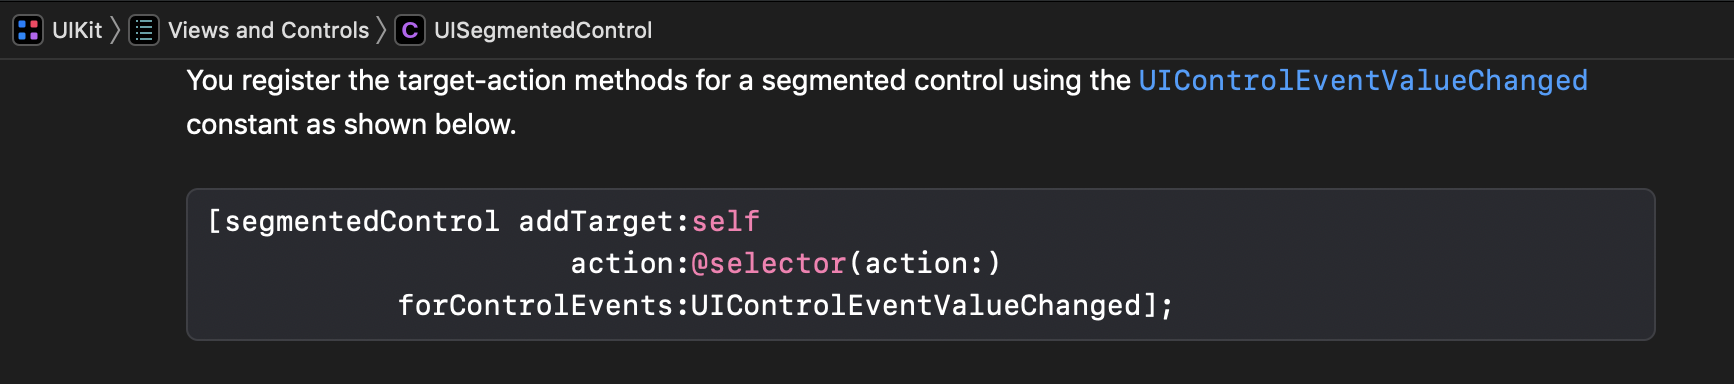 UIKit 〉 Views and Controls 〉 C UISegmentedControl
You register the target-action methods for a segmented control using the UIControlEventValueChanged
constant as shown below.
[segmentedControl addTarget:self
                     action:@selector(action:)
           forControlEvents:UIControlEventValueChanged];